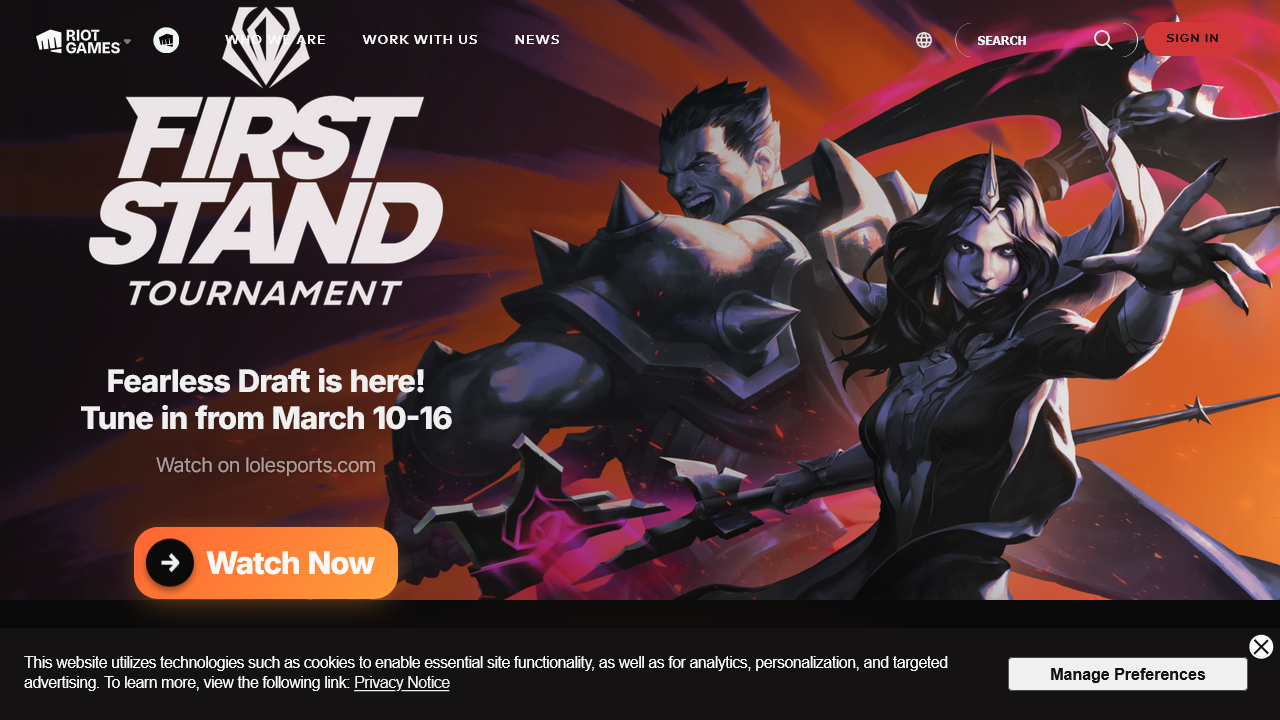 RIOT
GAMES
WHO WE ARE
WORK WITH US
NEWS
SEARCH
SIGN IN
FIRST
STAND
TOURNAMENT
Fearless Draft is here!
Tune in from March 10-16
Watch on lolesports.com
Watch Now
This website utilizes technologies such as cookies to enable essential site functionality, as well as for analytics, personalization, and targeted
advertising. To learn more, view the following link: Privacy Notice
Manage Preferences